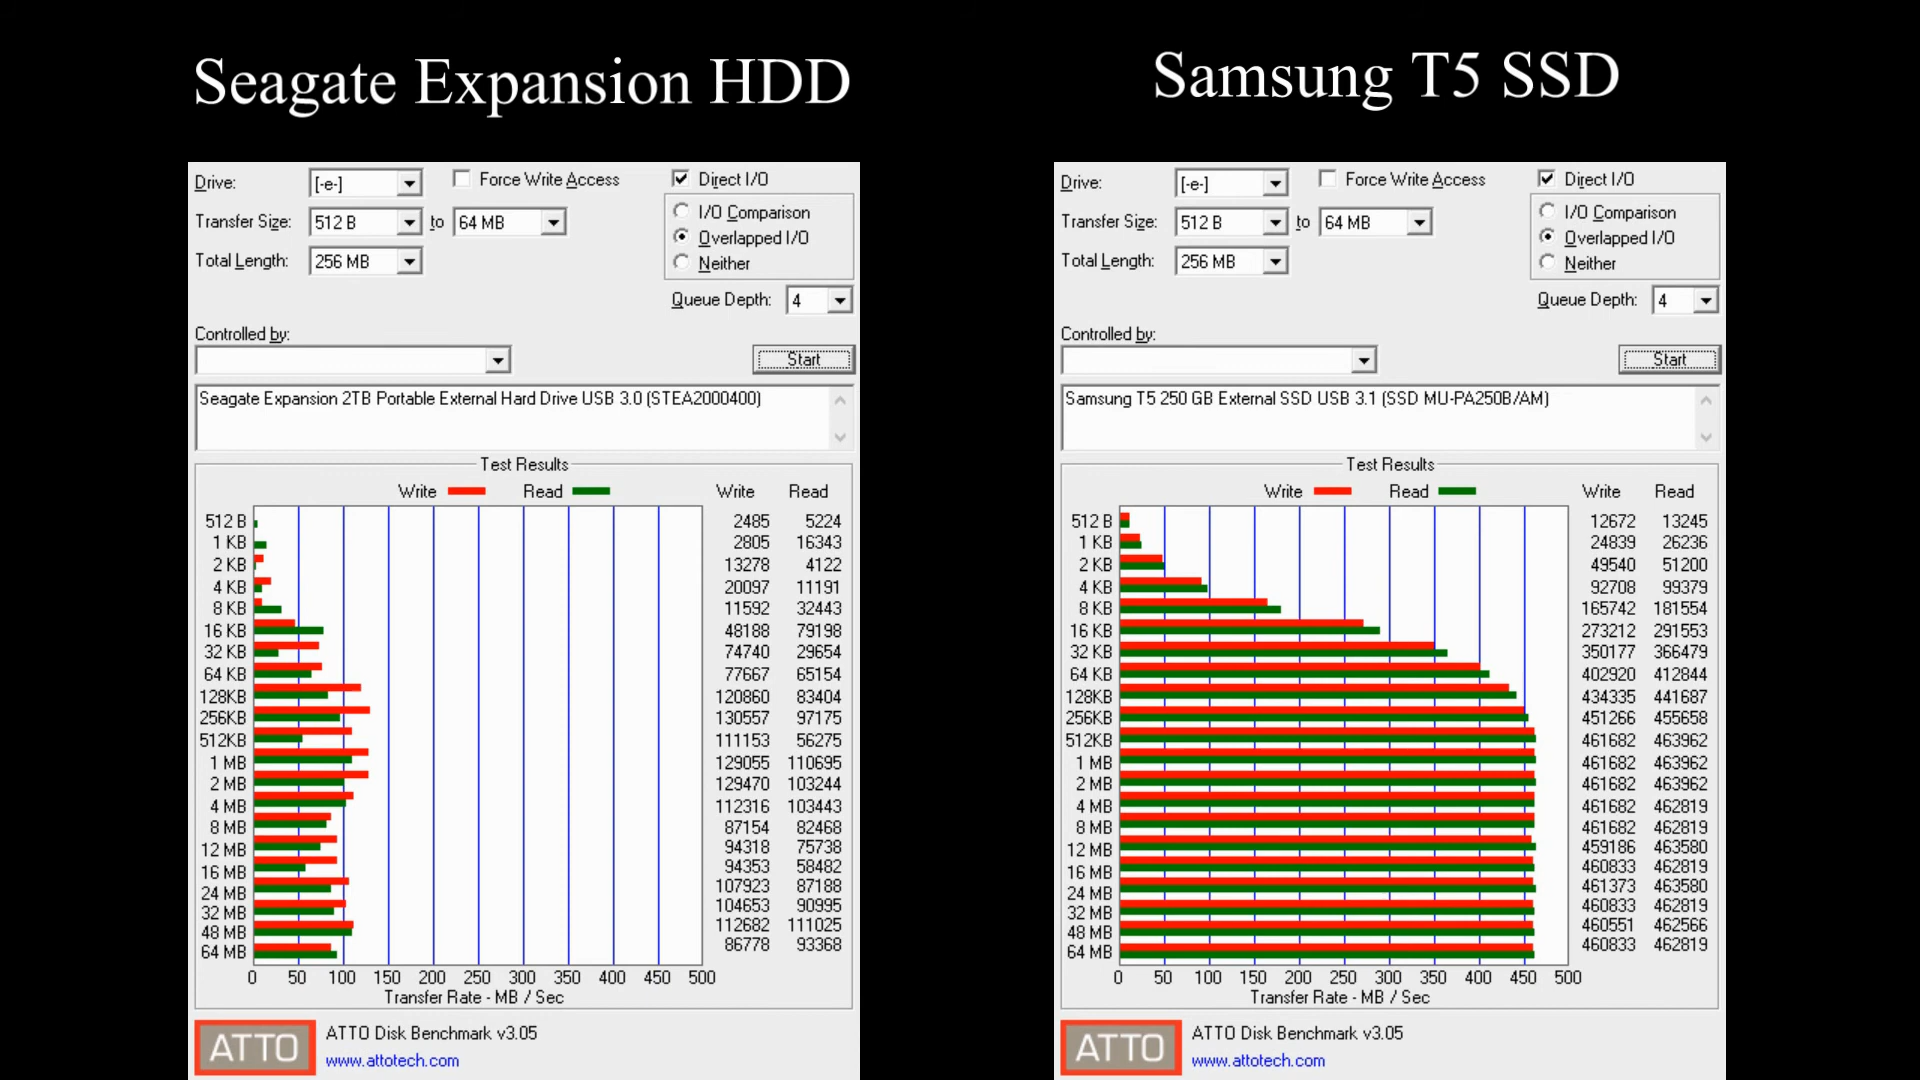 Seagate Expansion HDD
Drive: [-e-] Force Write Access Direct I/O
Transfer Size: 512 B to 64 MB I/O Comparison
Overlapped I/O
Total Length: 256 MB Neither
Queue Depth: 4
Controlled by:
Start
Seagate Expansion 2TB Portable External Hard Drive USB 3.0 (STEA2000400)
Test Results
Write Read Write Read
512 B 2485 5224
1 KB 2805 16343
2 KB 13278 4122
4 KB 20097 11191
8 KB 11592 32443
16 KB 48188 79198
32 KB 74740 29654
64 KB 77667 65154
128KB 120860 83404
256KB 130557 97175
512KB 111153 56275
1 MB 129055 110695
2 MB 129470 103244
4 MB 112316 103443
8 MB 87154 82468
12 MB 94318 75738
16 MB 94353 58482
24 MB 107923 87188
32 MB 104653 90995
48 MB 112682 111025
64 MB 86778 93368
0 50 100 150 200 250 300 350 400 450 500
Transfer Rate - MB / Sec
ATTO ATTO Disk Benchmark v3.05
www.attotech.com
Samsung T5 SSD
Drive: [-e-] Force Write Access Direct I/O
Transfer Size: 512 B to 64 MB I/O Comparison
Overlapped I/O
Total Length: 256 MB Neither
Queue Depth: 4
Controlled by:
Start
Samsung T5 250 GB External SSD USB 3.1 (SSD MU-PA250B/AM)
Test Results
Write Read Write Read
512 B 12672 13245
1 KB 24839 26236
2 KB 49540 51200
4 KB 92708 99379
8 KB 165742 181554
16 KB 273212 291553
32 KB 350177 366479
64 KB 402920 412844
128KB 434335 441687
256KB 451266 455658
512KB 461682 463962
1 MB 461682 463962
2 MB 461682 463962
4 MB 461682 462819
8 MB 461682 462819
12 MB 459186 463580
16 MB 460833 462819
24 MB 461373 463580
32 MB 460833 462819
48 MB 460551 462566
64 MB 460833 462819
0 50 100 150 200 250 300 350 400 450 500
Transfer Rate - MB / Sec
ATTO ATTO Disk Benchmark v3.05
www.attotech.com